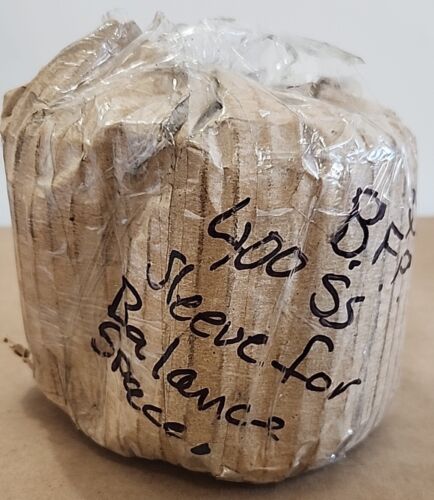 B.F.P.
400 SS
sleeve for
Balance
Space